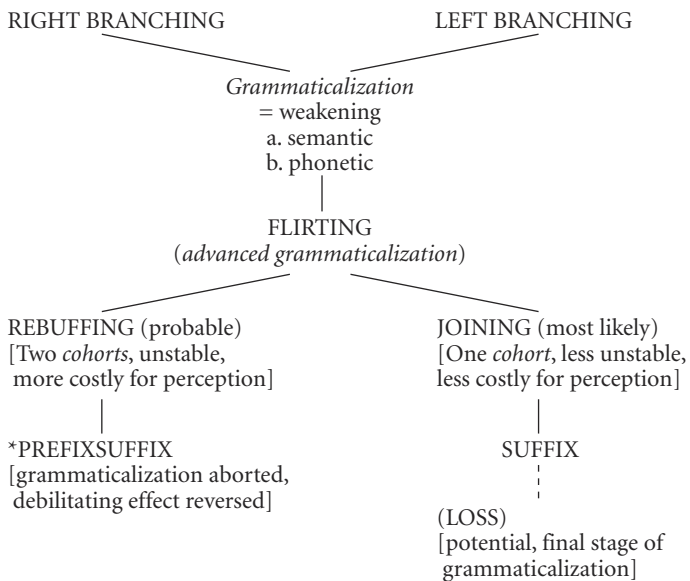 RIGHT BRANCHING
LEFT BRANCHING
Grammaticalization
= weakening
a. semantic
b. phonetic
FLIRTING
(advanced grammaticalization)
REBUFFING (probable)
[Two cohorts, unstable,
more costly for perception]
JOINING (most likely)
[One cohort, less unstable,
less costly for perception]
*PREFIXSUFFIX
[grammaticalization aborted,
debilitating effect reversed]
SUFFIX
(LOSS)
[potential, final stage of
grammaticalization]